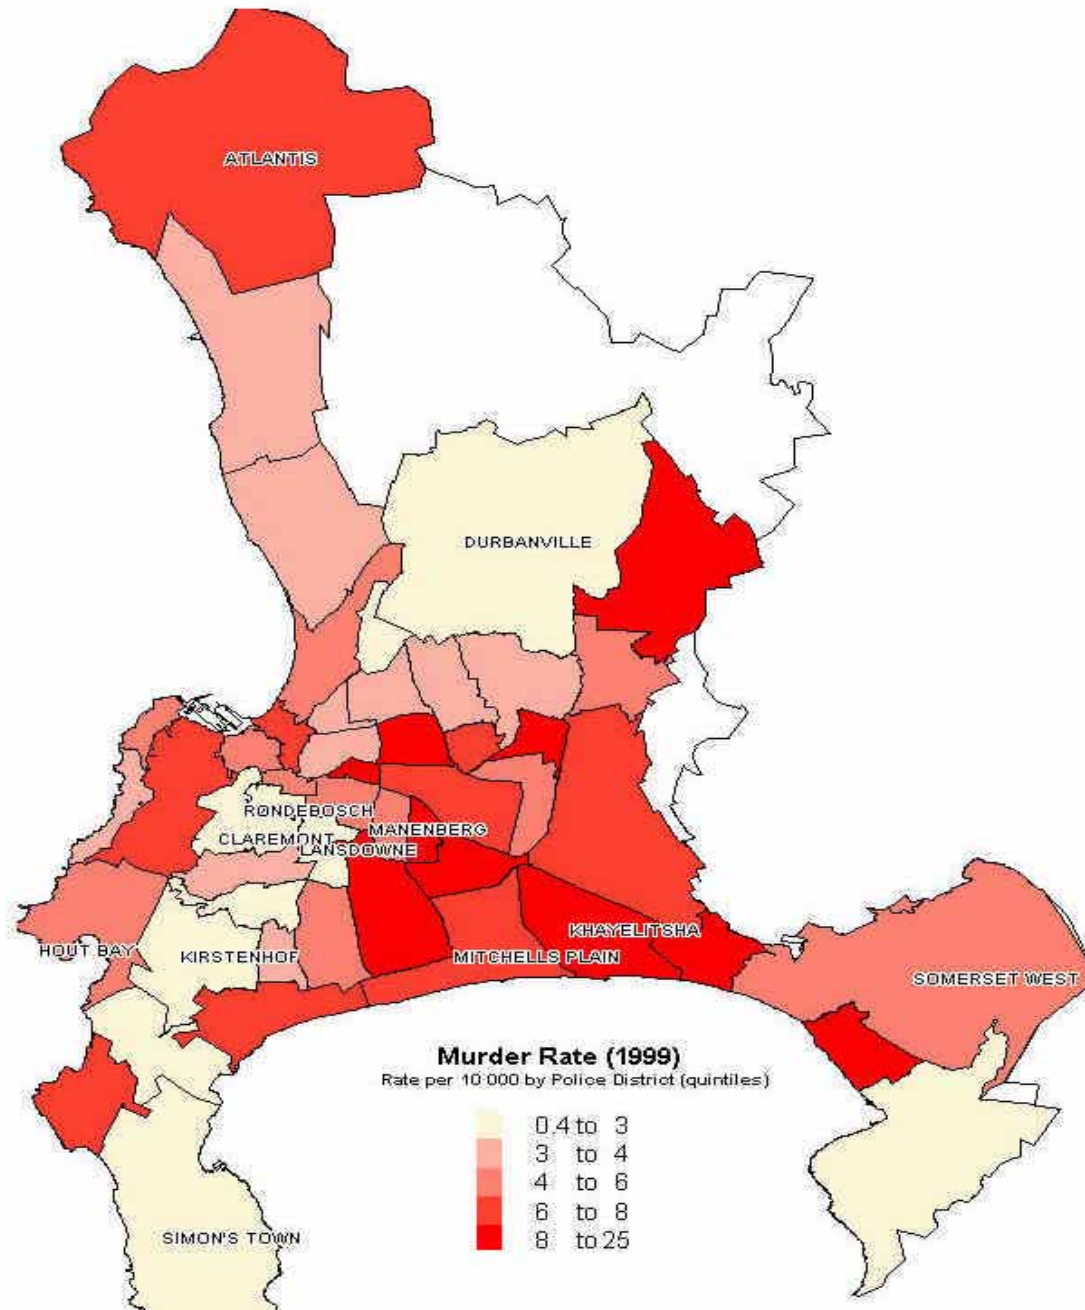 ATLANTIS
DURBANVILLE
RONDEBOSCH
MANENBERG
CLAREMONT
LANSDOWNE
KHAYELITSHA
HOUT BAY
KIRSTENHOF
MITCHELLS PLAIN
SOMERSET WEST
Murder Rate (1999)
Rate per 10 000 by Police District (quintiles)
0.4 to 3
3 to 4
4 to 6
6 to 8
8 to 25
SIMON'S TOWN